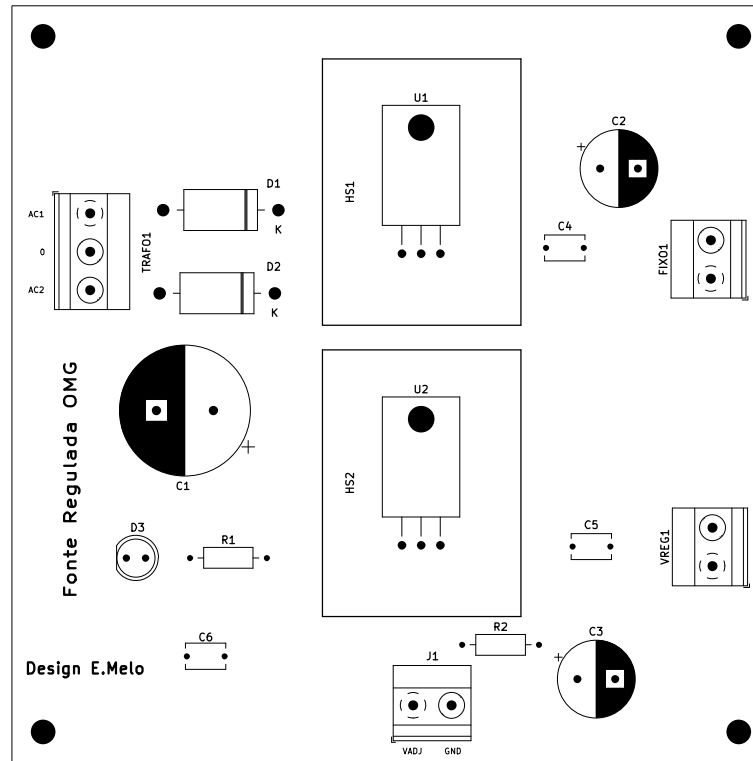 U1
C2
D1
HS1
AC1
TRAFO1
K
C4
0
FIXO1
D2
AC2
K
U2
Fonte Regulada OMG
+
+
C1
HS2
D3
R1
C5
VREG1
C6
R2
C3
+
Design E.Melo
J1
VADJ
GND